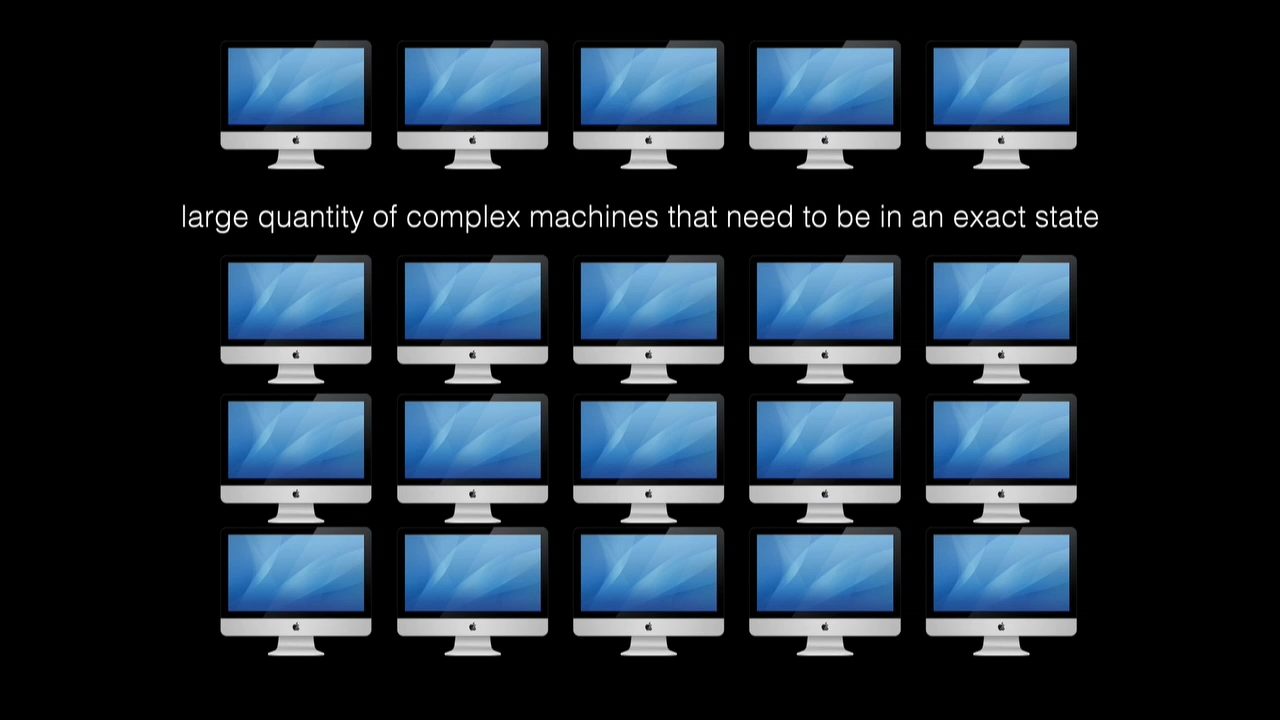 large quantity of complex machines that need to be in an exact state